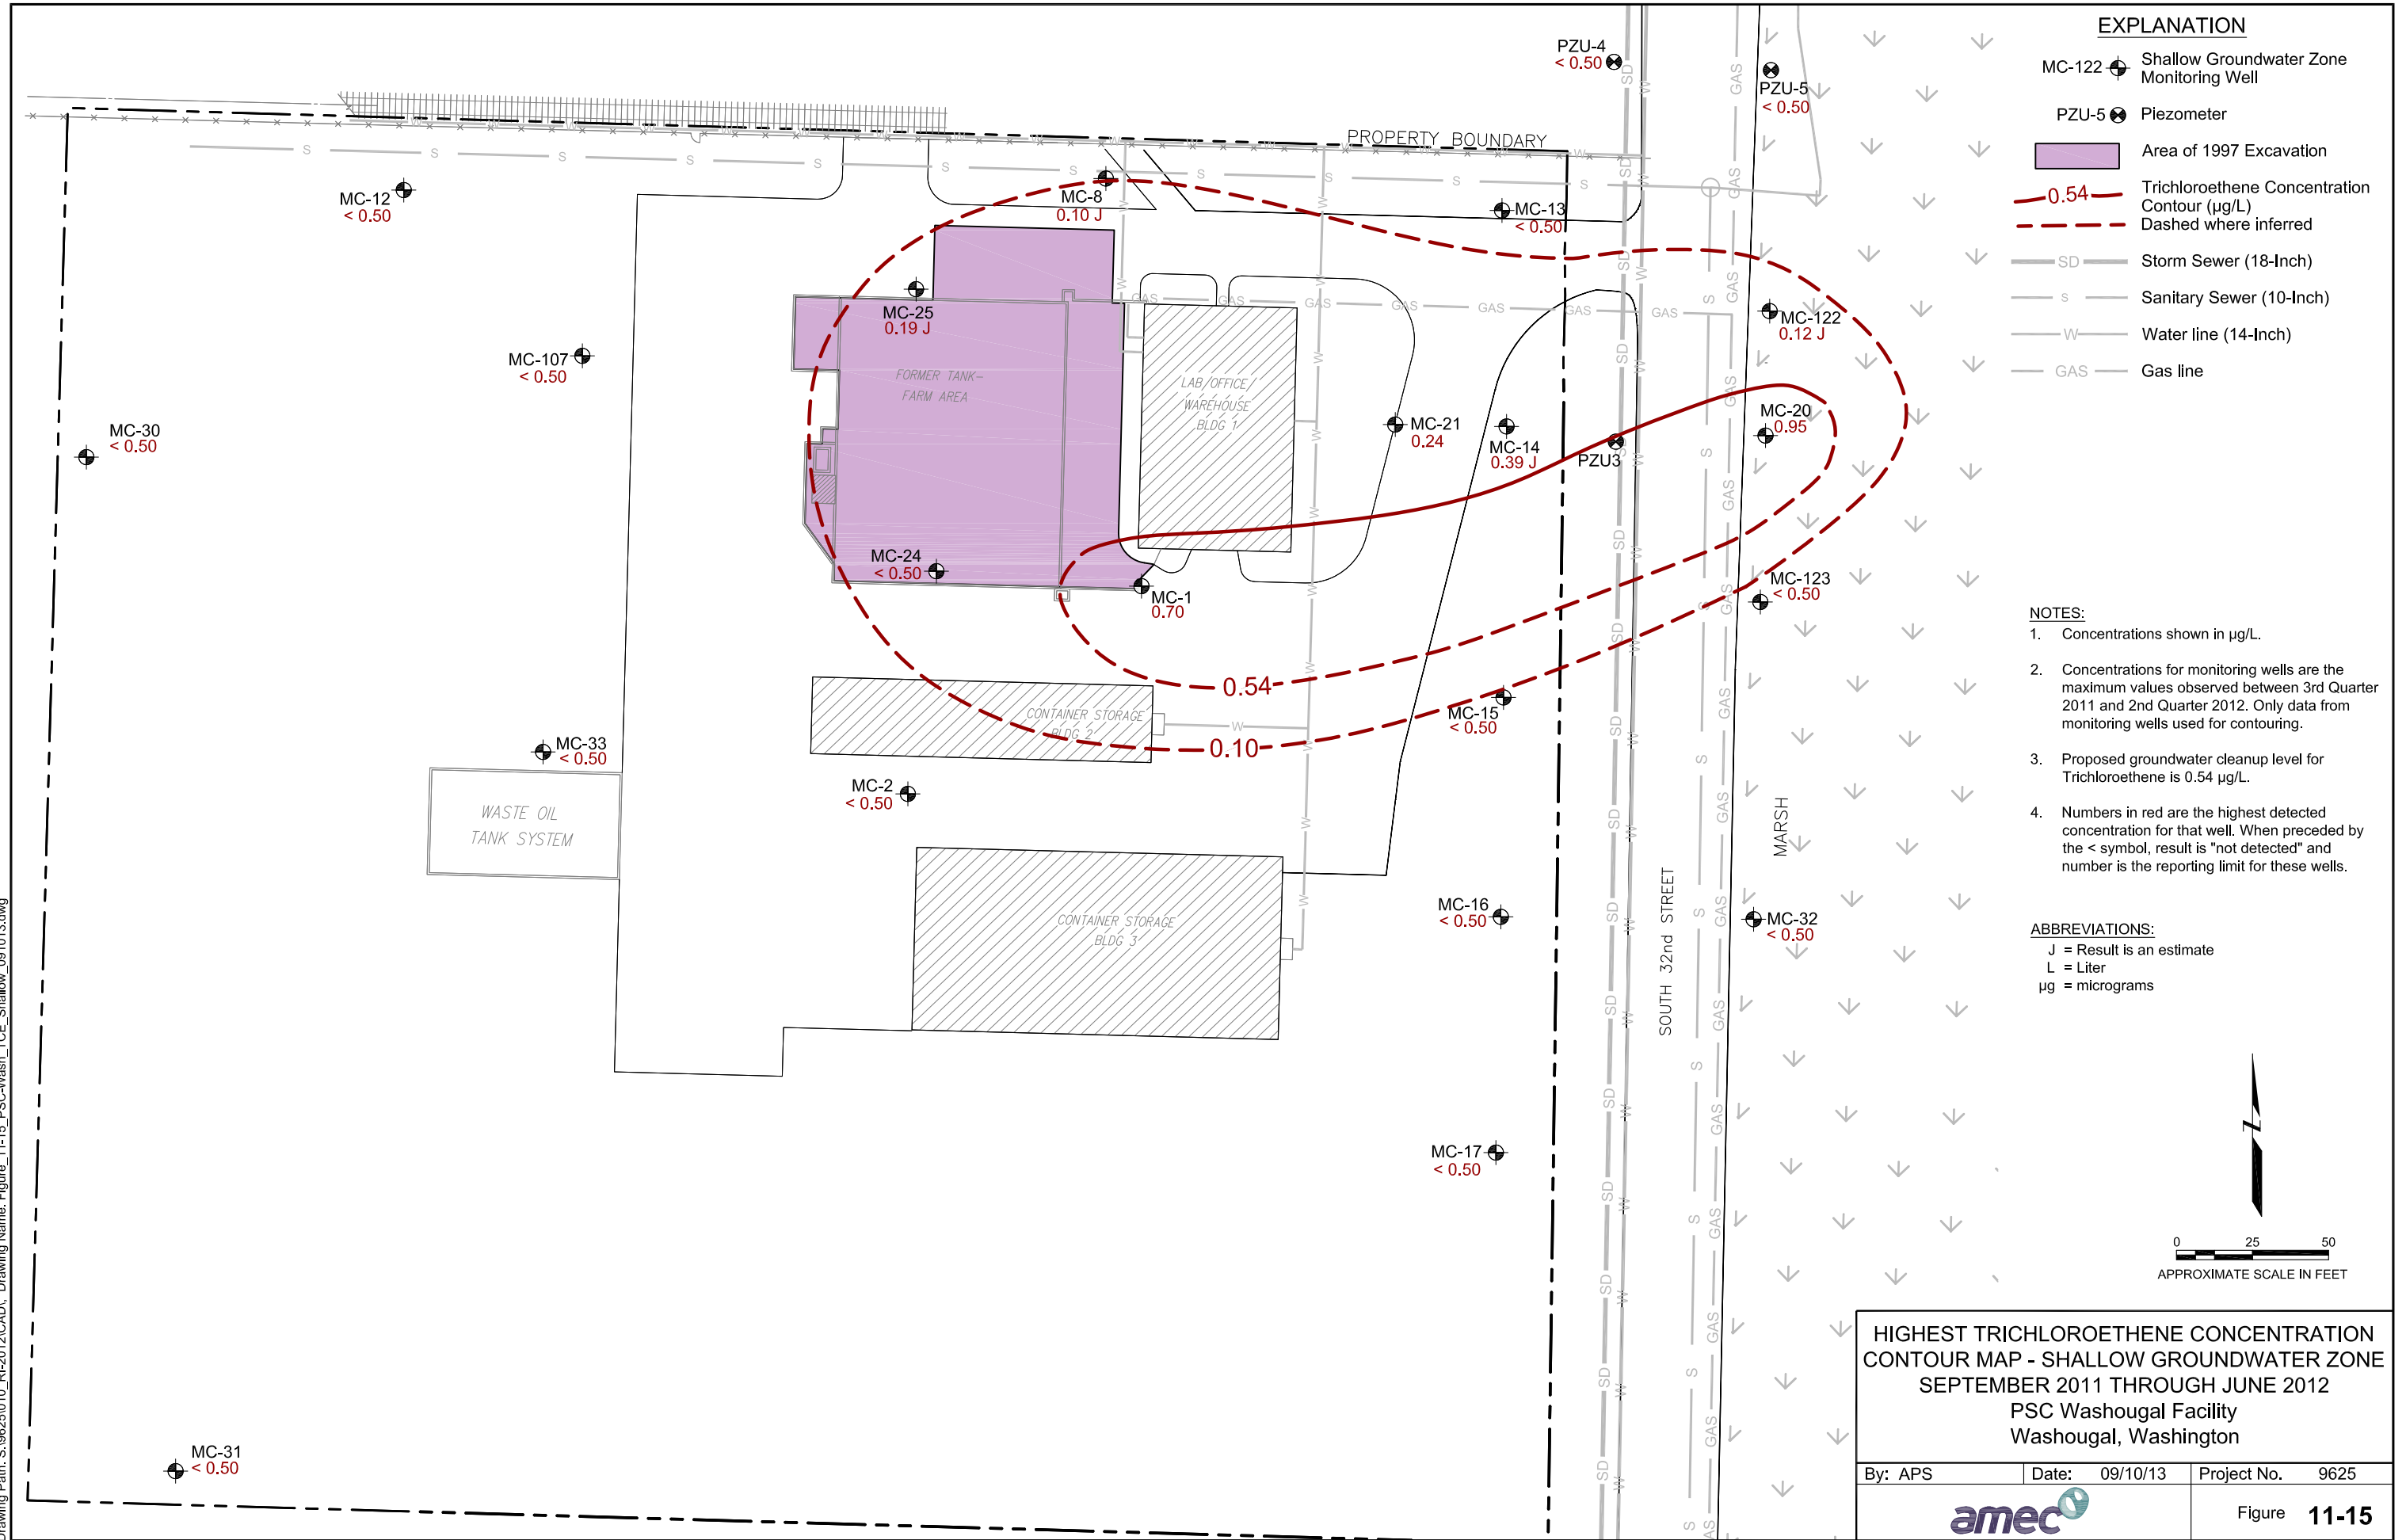 EXPLANATION
MC-122 Shallow Groundwater Zone
Monitoring Well
PZU-5 Piezometer
Area of 1997 Excavation
0.54 Trichloroethene Concentration
Contour (µg/L)
Dashed where inferred
SD Storm Sewer (18-Inch)
S Sanitary Sewer (10-Inch)
W Water line (14-Inch)
GAS Gas line
PZU-4
< 0.50
PZU-5
< 0.50
PROPERTY BOUNDARY
MC-12
< 0.50
MC-8
0.10 J
MC-13
< 0.50
MC-25
0.19 J
MC-122
0.12 J
MC-107
< 0.50
FORMER TANK-
FARM AREA
LAB/OFFICE/
WAREHOUSE
BLDG 1
MC-30
< 0.50
MC-21
0.24
MC-14
0.39 J
PZU3
MC-20
0.95
MC-24
< 0.50
MC-1
0.70
MC-123
< 0.50
0.54
0.10
CONTAINER STORAGE
BLDG 2
MC-15
< 0.50
MC-33
< 0.50
MC-2
< 0.50
WASTE OIL
TANK SYSTEM
CONTAINER STORAGE
BLDG 3
MC-16
< 0.50
MC-32
< 0.50
SOUTH 32nd STREET
MARSH
MC-17
< 0.50
MC-31
< 0.50
NOTES:
1. Concentrations shown in µg/L.
2. Concentrations for monitoring wells are the
maximum values observed between 3rd Quarter
2011 and 2nd Quarter 2012. Only data from
monitoring wells used for contouring.
3. Proposed groundwater cleanup level for
Trichloroethene is 0.54 µg/L.
4. Numbers in red are the highest detected
concentration for that well. When preceded by
the < symbol, result is "not detected" and
number is the reporting limit for these wells.
ABBREVIATIONS:
J = Result is an estimate
L = Liter
µg = micrograms
0 25 50
APPROXIMATE SCALE IN FEET
HIGHEST TRICHLOROETHENE CONCENTRATION
CONTOUR MAP - SHALLOW GROUNDWATER ZONE
SEPTEMBER 2011 THROUGH JUNE 2012
PSC Washougal Facility
Washougal, Washington
By: APS Date: 09/10/13 Project No. 9625
amec
Figure 11-15